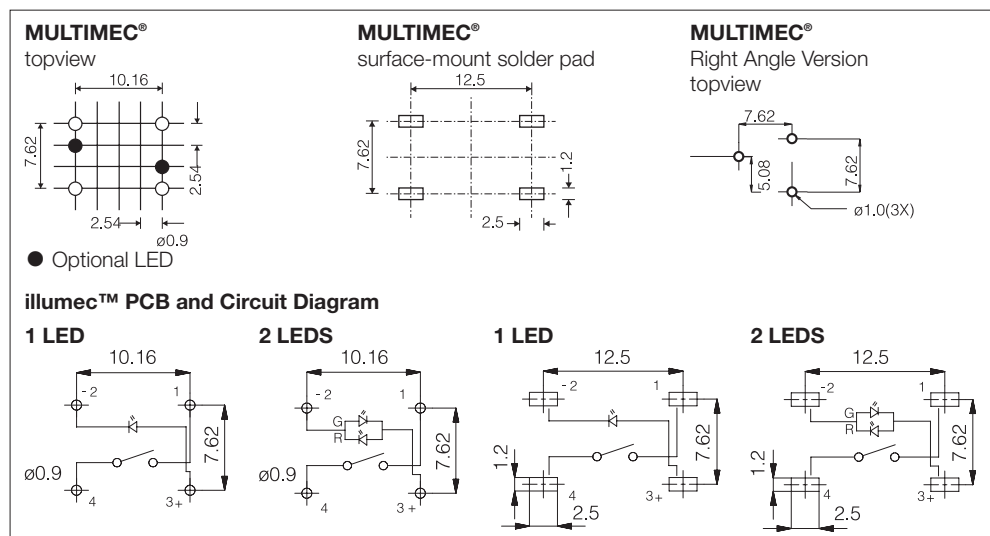 MULTIMEC®
topview
10.16
7.62
2.54
2.54
ø0.9
● Optional LED
MULTIMEC®
surface-mount solder pad
12.5
7.62
1.2
2.5
MULTIMEC®
Right Angle Version
topview
7.62
5.08
7.62
ø1.0(3X)
illumec™ PCB and Circuit Diagram
1 LED
10.16
- 2
1
7.62
ø0.9
4
3 +
2 LEDS
10.16
- 2
1
G
R
7.62
ø0.9
4
3 +
1 LED
12.5
- 2
1
7.62
1.2
4
3 +
2.5
2 LEDS
12.5
- 2
1
G
R
7.62
1.2
4
3 +
2.5